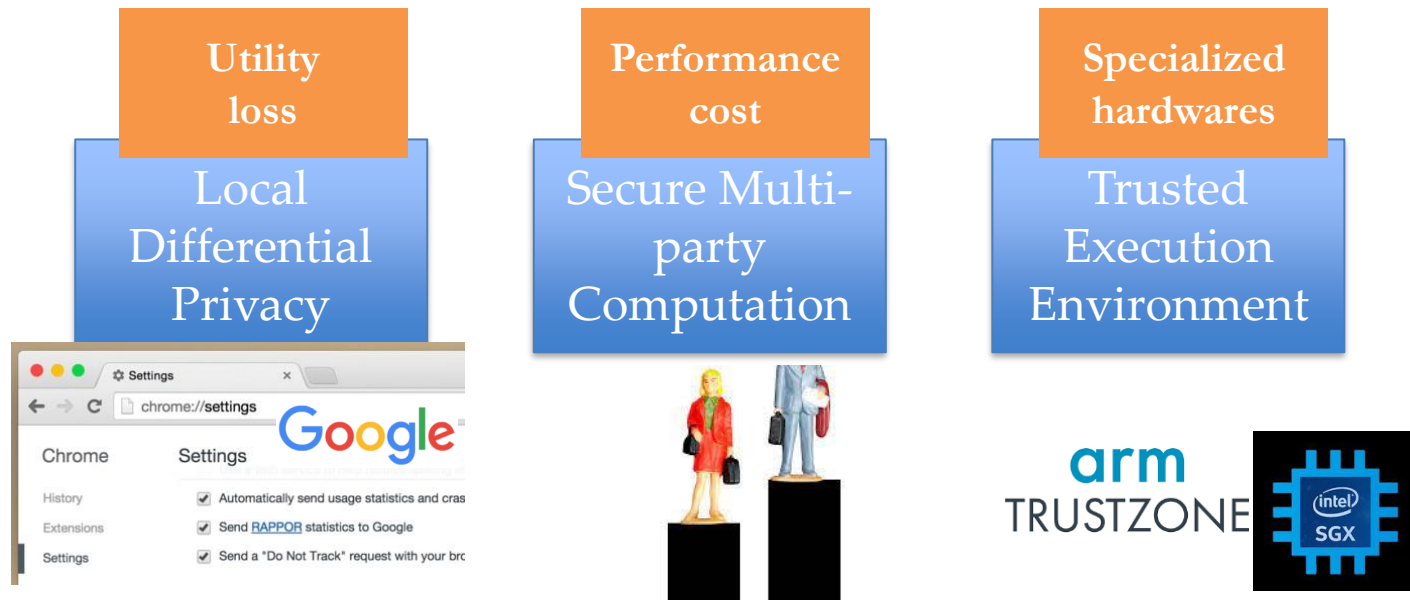 Utility
loss
Local
Differential
Privacy
Settings
chrome://settings
Google
Chrome
Settings
History
Automatically send usage statistics and
Extensions
Send RAPPOR statistics to Google
Settings
Send a "Do Not Track" request with your
Performance
cost
Secure Multi-
party
Computation
Specialized
hardwares
Trusted
Execution
Environment
arm
TRUSTZONE
intel
SGX